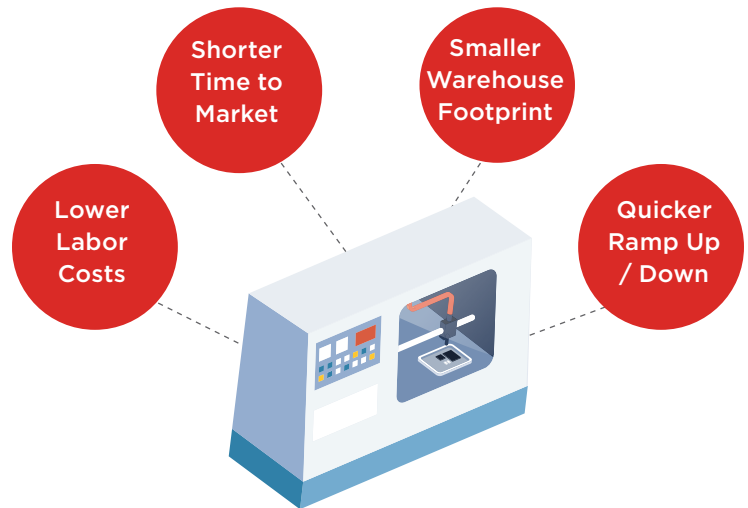 Shorter
Time to
Market
Smaller
Warehouse
Footprint
Lower
Labor
Costs
Quicker
Ramp Up
/ Down